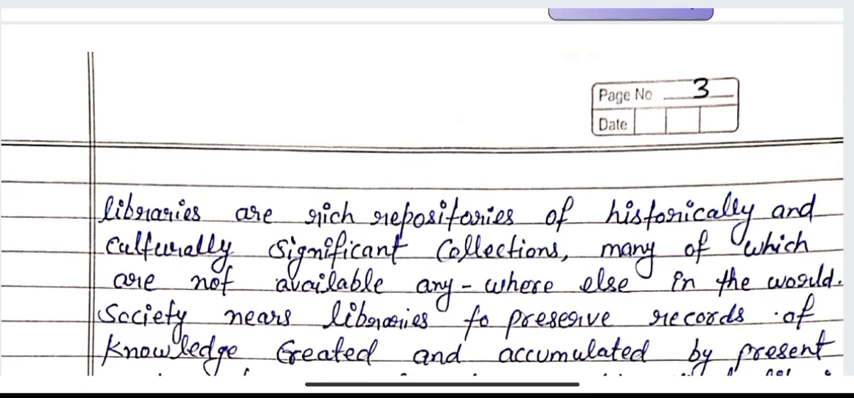 Page No 3
Date
libraries are rich repositaries of historically and
culturally significant collections, many of which
are not available any-where else in the world.
Society nears libraries to preserve records of
Knowledge Created and accumulated by present